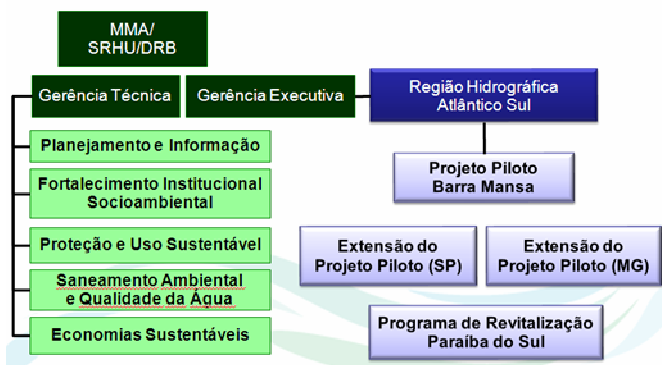 MMA/
SRHU/DRB
Gerência Técnica
Gerência Executiva
Região Hidrográfica
Atlântico Sul
Planejamento e Informação
Fortalecimento Institucional
Socioambiental
Proteção e Uso Sustentável
Saneamento Ambiental
e Qualidade da Água
Economias Sustentáveis
Projeto Piloto
Barra Mansa
Extensão do
Projeto Piloto (SP)
Extensão do
Projeto Piloto (MG)
Programa de Revitalização
Paraíba do Sul